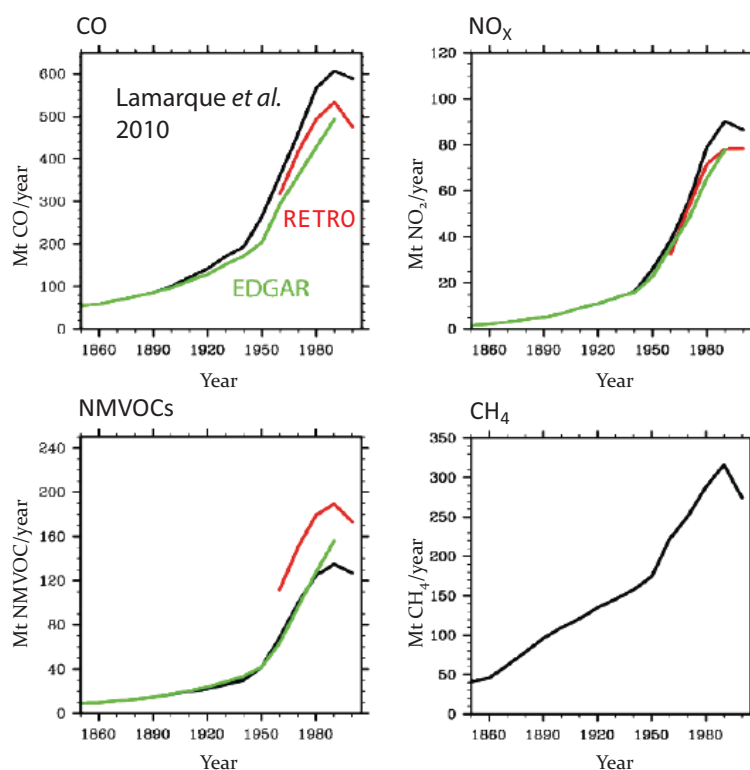 CO
600
500
400
300
200
100
0
Mt CO/year
Lamarque et al.
2010
RETRO
EDGAR
1860 1890 1920 1950 1980
Year
NOX
120
100
80
60
40
20
0
Mt NO₂/year
1860 1890 1920 1950 1980
Year
NMVOCs
240
200
160
120
80
40
0
Mt NMVOC/year
1860 1890 1920 1950 1980
Year
CH4
350
300
250
200
150
100
50
0
Mt CH₄/year
1860 1890 1920 1950 1980
Year